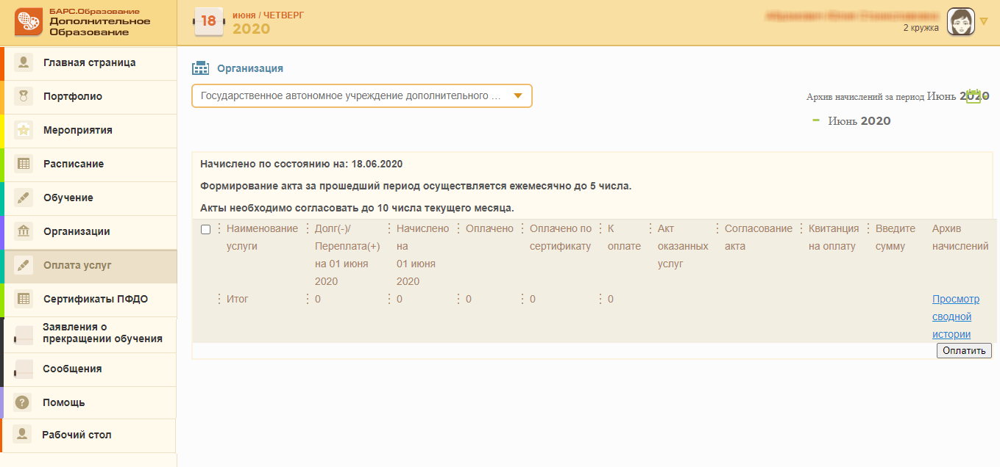 БАРС.Образование
Дополнительное
Образование
18
июня / ЧЕТВЕРГ
2020
2 кружка
Главная страница
Портфолио
Мероприятия
Расписание
Обучение
Организации
Оплата услуг
Сертификаты ПФДО
Заявления о
прекращении обучения
Сообщения
Помощь
Рабочий стол
Организация
Государственное автономное учреждение дополнительного ...
Архив начислений за период Июнь 2020
– Июнь 2020
Начислено по состоянию на: 18.06.2020
Формирование акта за прошедший период осуществляется ежемесячно до 5 числа.
Акты необходимо согласовать до 10 числа текущего месяца.
Наименование услуги
Долг(-)/ Переплата(+) на 01 июня 2020
Начислено на 01 июня 2020
Оплачено
Оплачено по сертификату
К оплате
Акт оказанных услуг
Согласование акта
Квитанция на оплату
Введите сумму
Архив начислений
Итог 0 0 0 0 0
Просмотр
сводной
истории
Оплатить